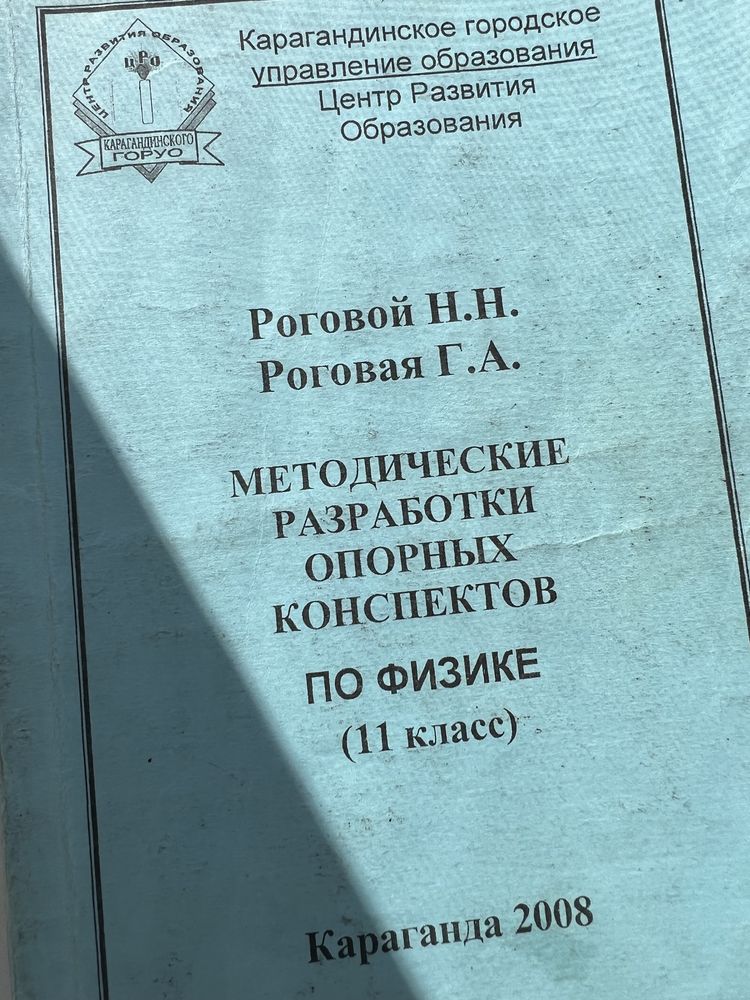 ЦЕНТР РАЗВИТИЯ ОБРАЗОВАНИЯ
ЦРО
КАРАГАНДИНСКОГО
ГОРУО
Карагандинское городское
управление образования
Центр Развития
Образования
Роговой Н.Н.
Роговая Г.А.
МЕТОДИЧЕСКИЕ
РАЗРАБОТКИ
ОПОРНЫХ
КОНСПЕКТОВ
ПО ФИЗИКЕ
(11 класс)
Караганда 2008